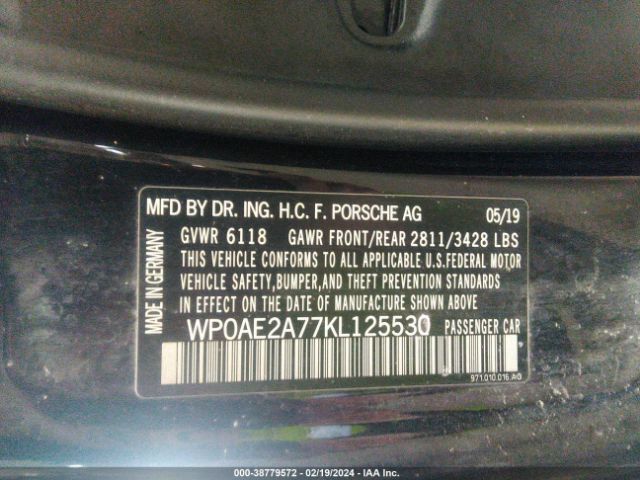 MFD BY DR. ING. H.C. F. PORSCHE AG 05/19
GVWR 6118 GAWR FRONT/REAR 2811/3428 LBS
THIS VEHICLE CONFORMS TO ALL APPLICABLE U.S.FEDERAL MOTOR
VEHICLE SAFETY,BUMPER,AND THEFT PREVENTION STANDARDS
IN EFFECT ON THE DATE OF MANUFACTURE SHOWN ABOVE.
WP0AE2A77KL125530 PASSENGER CAR
971.010.016.AG
MADE IN GERMANY
000-38779572 - 02/19/2024 - IAA Inc.